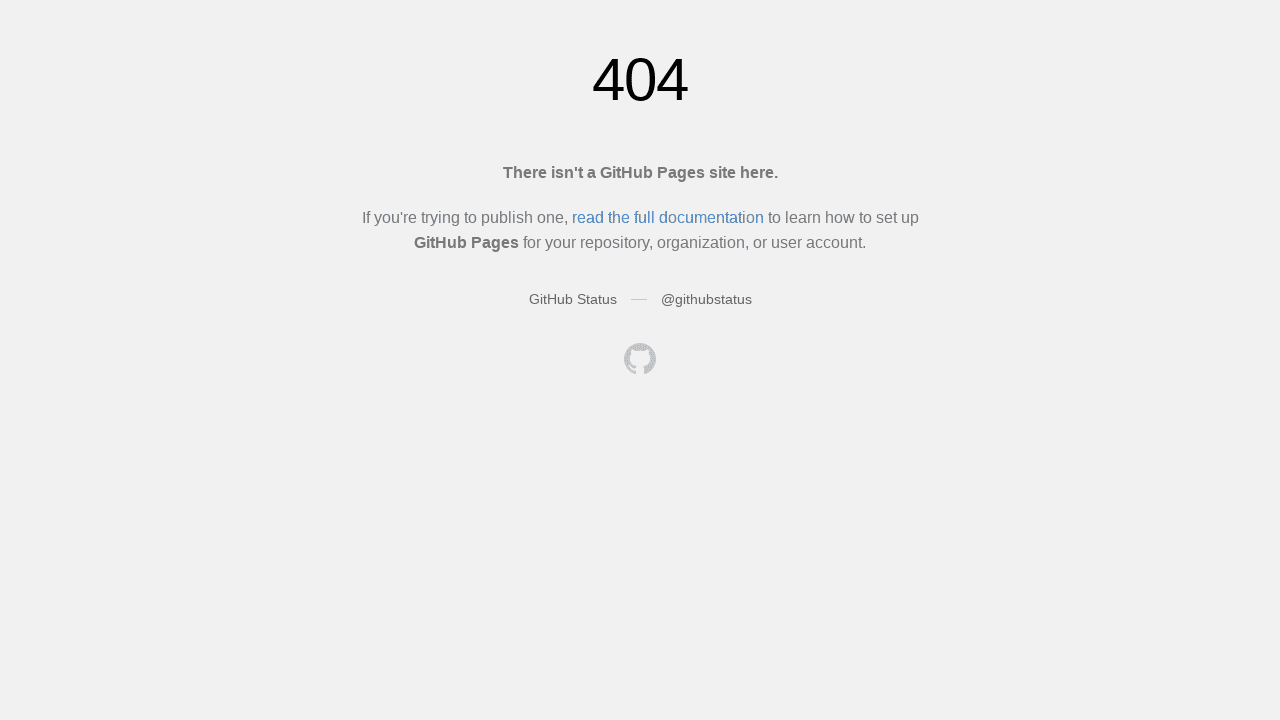 404
There isn't a GitHub Pages site here.
If you're trying to publish one, read the full documentation to learn how to set up
GitHub Pages for your repository, organization, or user account.
GitHub Status — @githubstatus